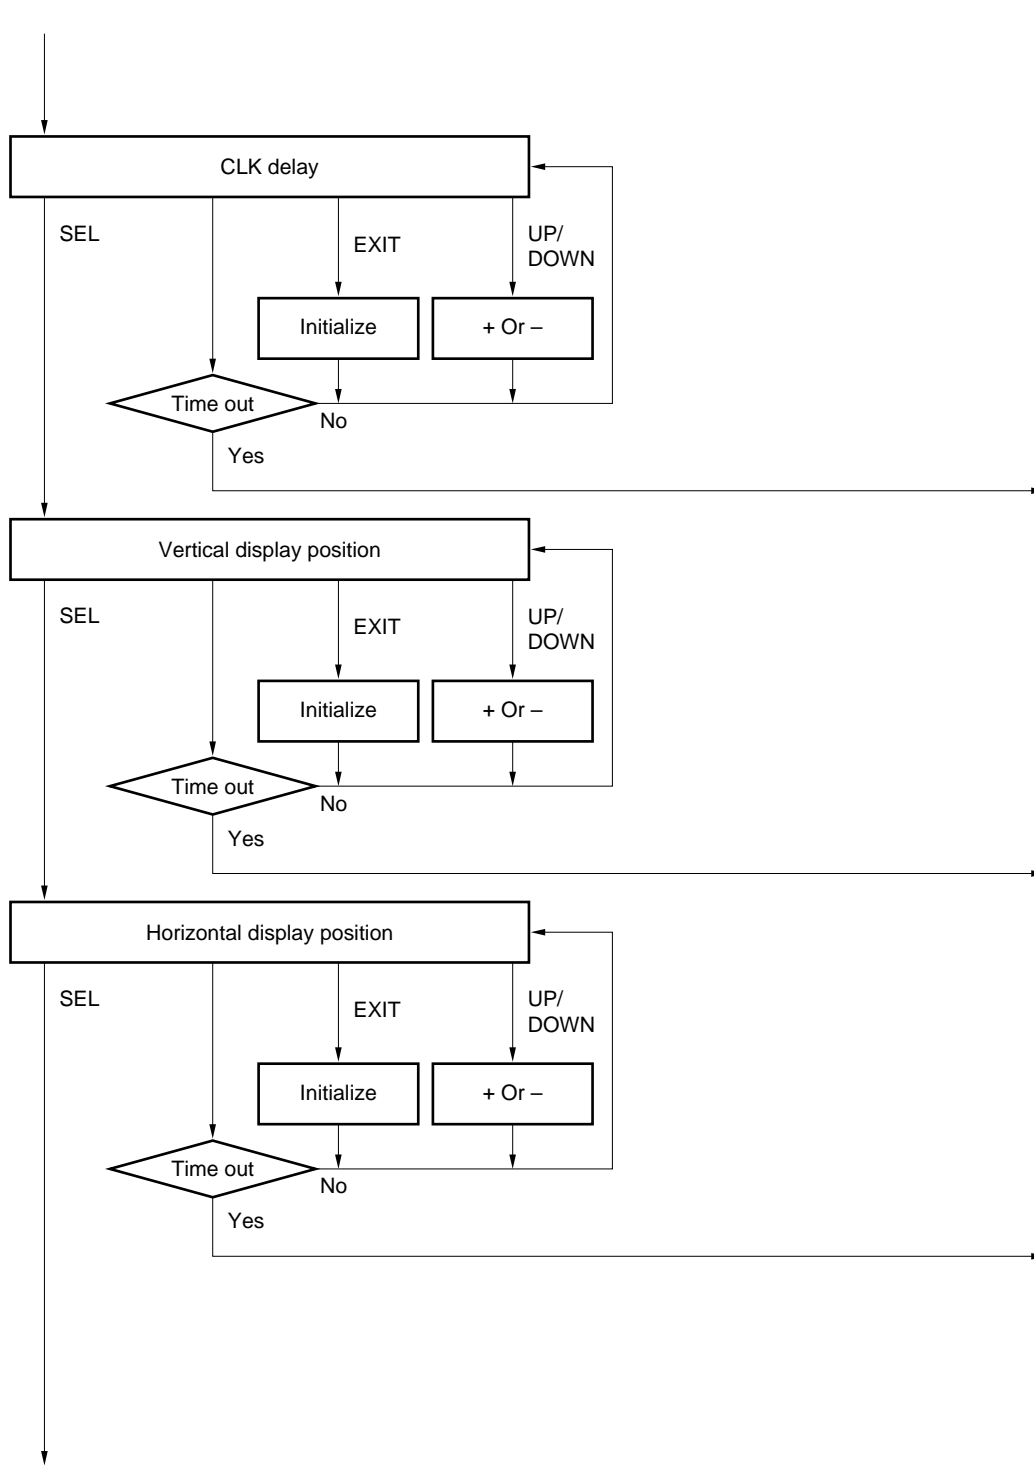 CLK delay
SEL
EXIT
UP/
DOWN
Initialize
+ Or –
Time out
No
Yes
Vertical display position
SEL
EXIT
UP/
DOWN
Initialize
+ Or –
Time out
No
Yes
Horizontal display position
SEL
EXIT
UP/
DOWN
Initialize
+ Or –
Time out
No
Yes